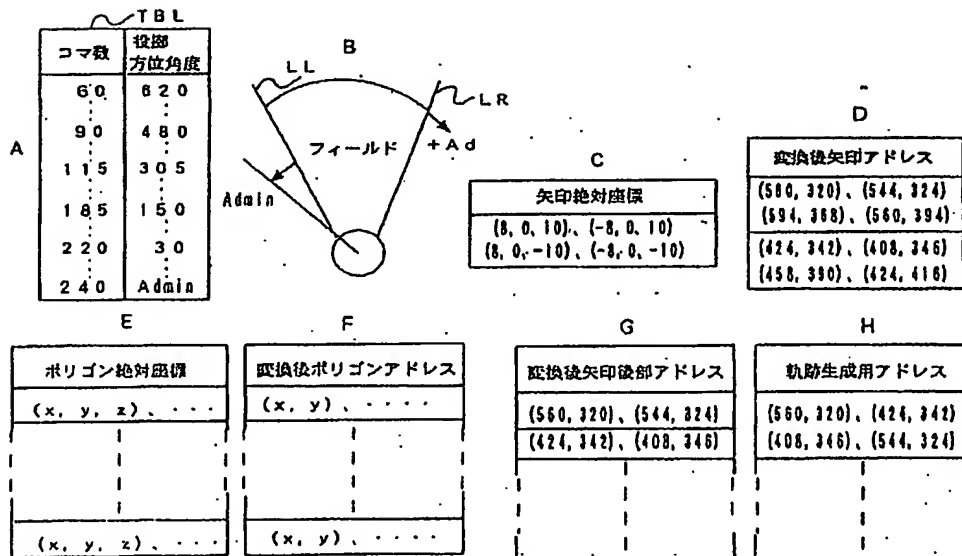 TBL
A
コマ数 役部方位角度
60 620
90 480
115 305
185 150
220 30
240 Admin
B
LL
LR
フィールド
+Ad
Admin
C
矢印絶対座標
(8, 0, 10)、(-8, 0, 10)
(8, 0, -10)、(-8, 0, -10)
D
変換後矢印アドレス
(560, 320)、(544, 324)
(594, 368)、(560, 394)
(424, 342)、(408, 346)
(458, 390)、(424, 416)
E
ポリゴン絶対座標
(x, y, z)、・・・
(x, y, z)、・・・
F
変換後ポリゴンアドレス
(x, y)、・・・・
(x, y)、・・・・
G
変換後矢印後部アドレス
(560, 320)、(544, 324)
(424, 342)、(408, 346)
H
軌跡生成用アドレス
(560, 320)、(424, 342)
(408, 346)、(544, 324)